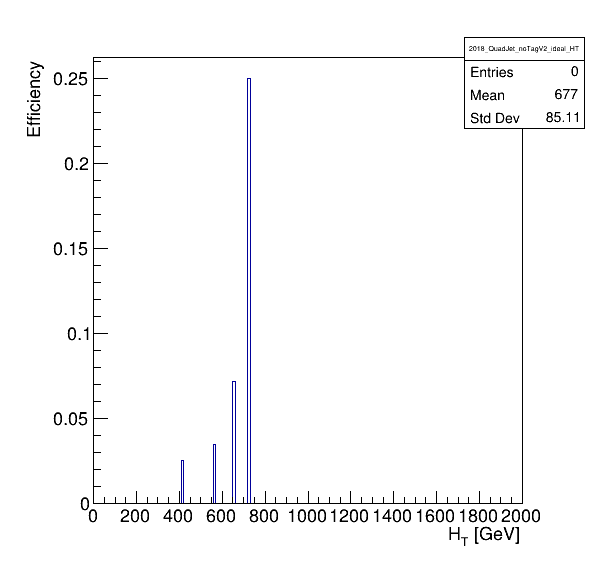 2018_QuadJet_noTagV2_ideal_HT
Entries 0
Mean 677
Std Dev 85.11
Efficiency
0.25
0.2
0.15
0.1
0.05
0
0 200 400 600 800 1000 1200 1400 1600 1800 2000
H_T [GeV]